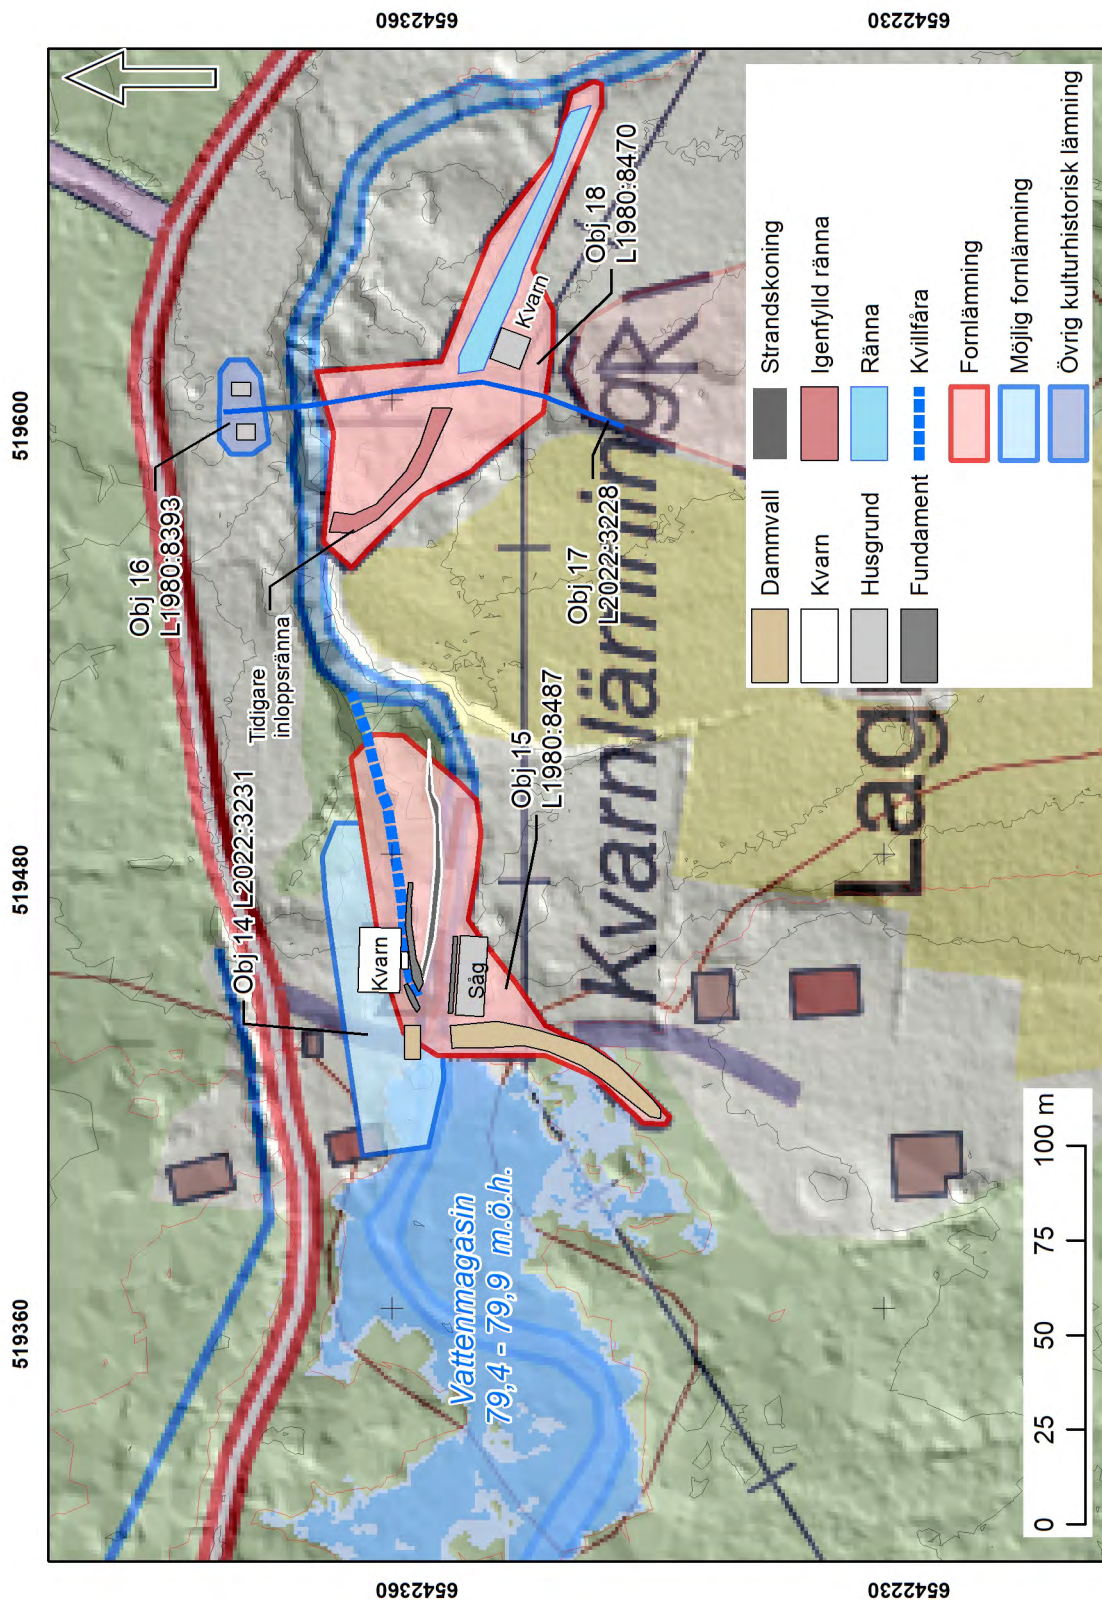 519360
519480
519600
6542360
6542360
6542230
6542230
Obj 14 L2022:3231
Obj 16
L1980:8393
Tidigare
inloppsränna
Kvarn
Såg
Kvarn
Obj 15
L1980:8487
Obj 17
L2022:3228
Obj 18
L1980:8470
Vattenmagasin
79,4 - 79,9 m.ö.h.
Kvarnlämningar
Lag
R
0 25 50 75 100 m
Dammvall
Kvarn
Husgrund
Fundament
Strandskoning
Igenfylld ränna
Ränna
Kvillfåra
Fornlämning
Möjlig fornlämning
Övrig kulturhistorisk lämning